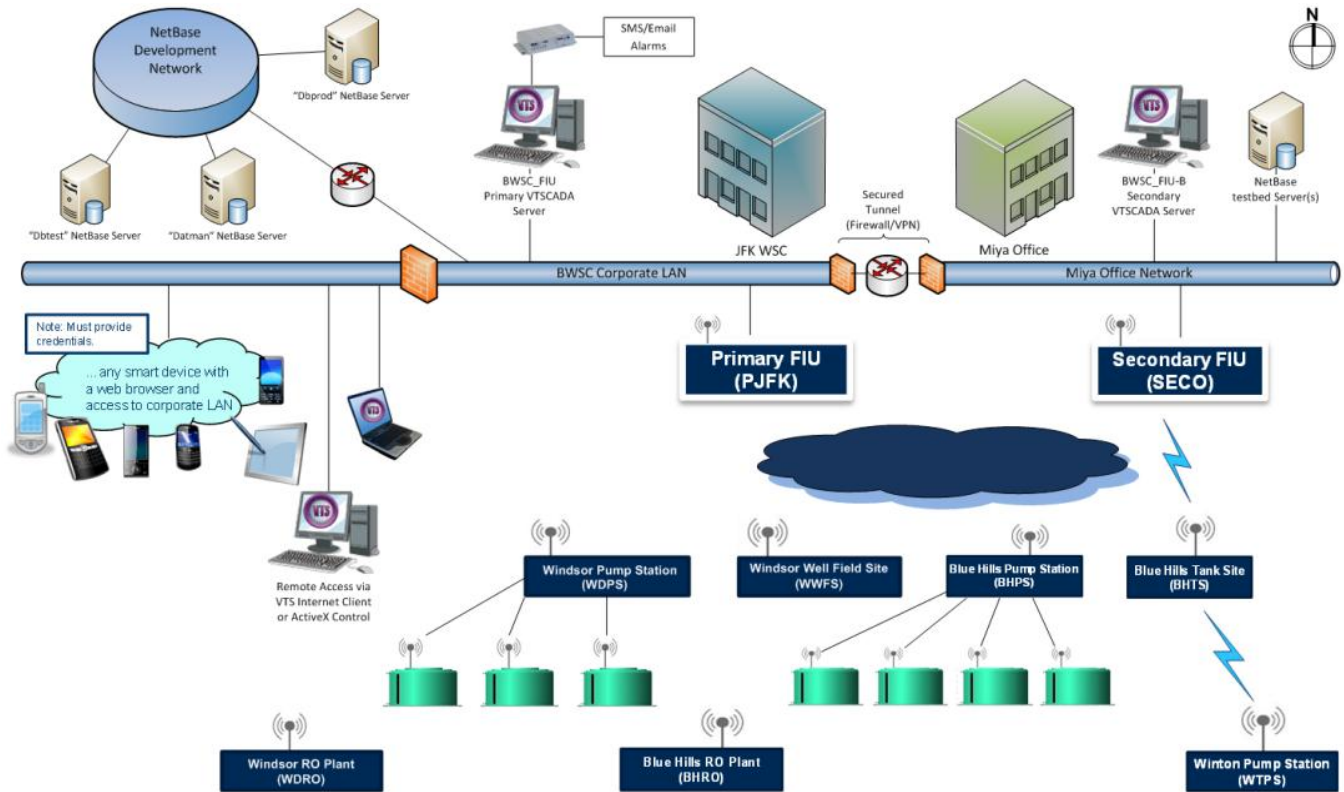 NetBase
Development
Network
"Dbprod" NetBase Server
"Dbtest" NetBase Server
"Datman" NetBase Server
SMS/Email
Alarms
VTS
BWSC_FIU
Primary VTSCADA
Server
JFK WSC
Secured
Tunnel
(Firewall/VPN)
Miya Office
VTS
BWSC_FIU-B
Secondary
VTSCADA Server
NetBase
testbed Server(s)
N
BWSC Corporate LAN
Miya Office Network
Note: Must provide
credentials.
... any smart device with
a web browser and
access to corporate LAN
VTS
VTS
Remote Access via
VTS Internet Client
or ActiveX Control
Primary FIU
(PJFK)
Secondary FIU
(SECO)
Windsor Pump Station
(WDPS)
Windsor Well Field Site
(WWFS)
Blue Hills Pump Station
(BHPS)
Blue Hills Tank Site
(BHTS)
Windsor RO Plant
(WDRO)
Blue Hills RO Plant
(BHRO)
Winton Pump Station
(WTPS)